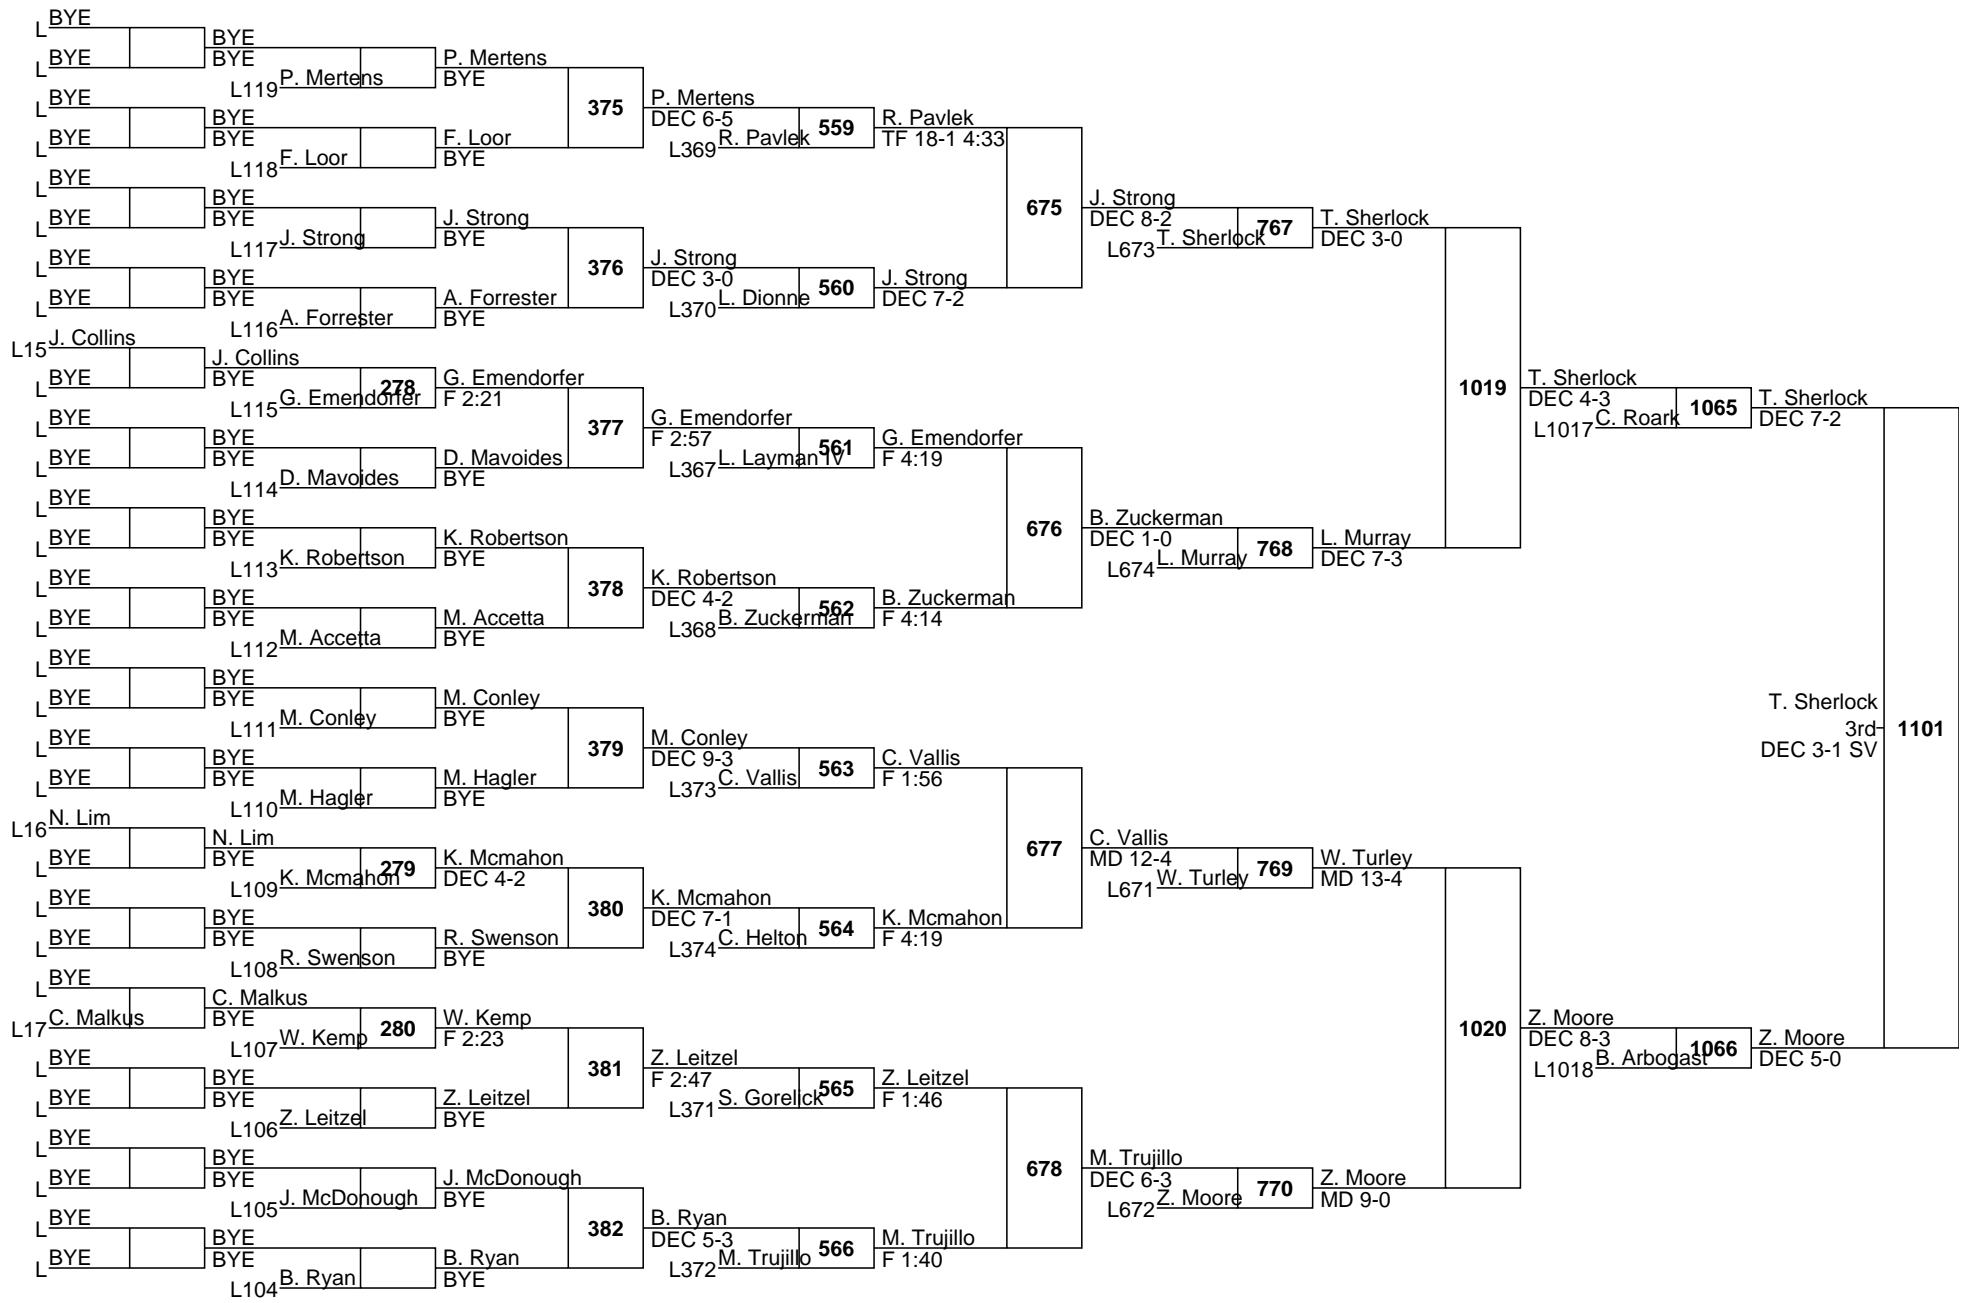 BYE
L
BYE
L
BYE
BYE
L119 P. Mertens
P. Mertens
BYE
BYE
L
BYE
L
BYE
BYE
L118 F. Loor
F. Loor
BYE
375
P. Mertens
DEC 6-5
L369 R. Pavlek
559
R. Pavlek
TF 18-1 4:33
BYE
L
BYE
L
BYE
BYE
L117 J. Strong
J. Strong
BYE
BYE
L
BYE
L
BYE
BYE
L116 A. Forrester
A. Forrester
BYE
376
J. Strong
DEC 3-0
L370 L. Dionne
560
J. Strong
DEC 7-2
675
J. Strong
DEC 8-2
L673 T. Sherlock
767
T. Sherlock
DEC 3-0
L15 J. Collins
BYE
L
J. Collins
BYE
L115 G. Emendorfer
278
G. Emendorfer
F 2:21
BYE
L
BYE
L
BYE
BYE
L114 D. Mavoides
D. Mavoides
BYE
377
G. Emendorfer
F 2:57
L367 L. Layman IV
561
G. Emendorfer
F 4:19
BYE
L
BYE
L
BYE
BYE
L113 K. Robertson
K. Robertson
BYE
BYE
L
BYE
L
BYE
BYE
L112 M. Accetta
M. Accetta
BYE
378
K. Robertson
DEC 4-2
L368 B. Zuckerman
562
B. Zuckerman
F 4:14
676
B. Zuckerman
DEC 1-0
L674 L. Murray
768
L. Murray
DEC 7-3
1019
T. Sherlock
DEC 4-3
L1017 C. Roark
1065
T. Sherlock
DEC 7-2
BYE
L
BYE
L
BYE
BYE
L111 M. Conley
M. Conley
BYE
BYE
L
BYE
L
BYE
BYE
L110 M. Hagler
M. Hagler
BYE
379
M. Conley
DEC 9-3
L373 C. Vallis
563
C. Vallis
F 1:56
L16 N. Lim
BYE
L
N. Lim
BYE
L109 K. Mcmahon
279
K. Mcmahon
DEC 4-2
BYE
L
BYE
L
BYE
BYE
L108 R. Swenson
R. Swenson
BYE
380
K. Mcmahon
DEC 7-1
L374 C. Helton
564
K. Mcmahon
F 4:19
677
C. Vallis
MD 12-4
L671 W. Turley
769
W. Turley
MD 13-4
BYE
L
L17 C. Malkus
C. Malkus
BYE
L107 W. Kemp
280
W. Kemp
F 2:23
BYE
L
BYE
L
BYE
BYE
L106 Z. Leitzel
Z. Leitzel
BYE
381
Z. Leitzel
F 2:47
L371 S. Gorelick
565
Z. Leitzel
F 1:46
BYE
L
BYE
L
BYE
BYE
L105 J. McDonough
J. McDonough
BYE
BYE
L
BYE
L
BYE
BYE
L104 B. Ryan
B. Ryan
BYE
382
B. Ryan
DEC 5-3
L372 M. Trujillo
566
M. Trujillo
F 1:40
678
M. Trujillo
DEC 6-3
L672 Z. Moore
770
Z. Moore
MD 9-0
1020
Z. Moore
DEC 8-3
L1018 B. Arbogast
1066
Z. Moore
DEC 5-0
T. Sherlock
3rd
DEC 3-1 SV
1101